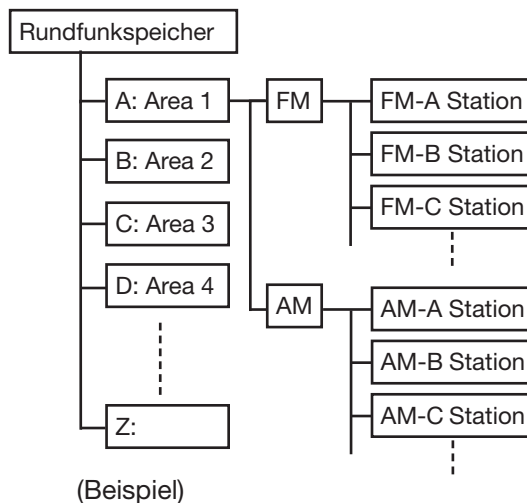 Rundfunkspeicher
A: Area 1
B: Area 2
C: Area 3
D: Area 4
Z:
FM
FM-A Station
FM-B Station
FM-C Station
AM
AM-A Station
AM-B Station
AM-C Station
(Beispiel)